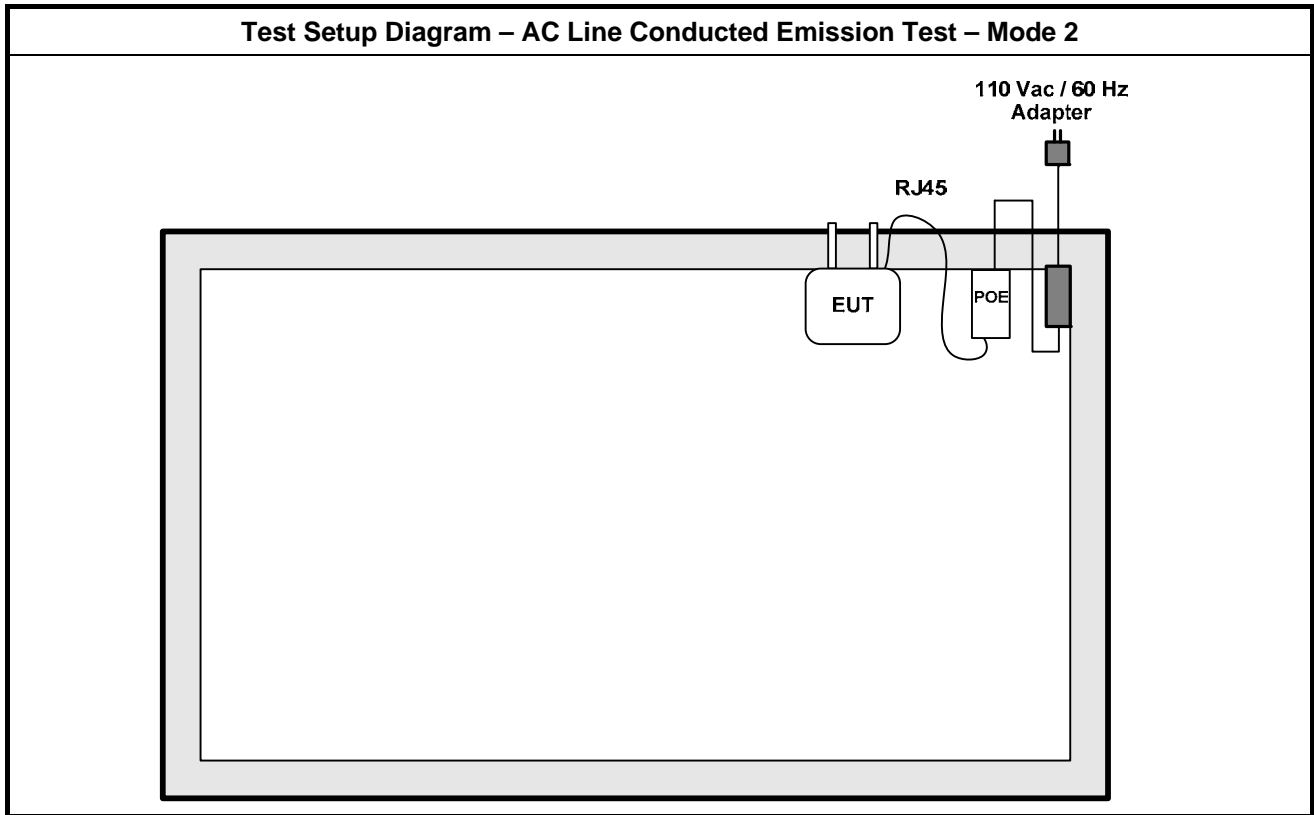 Test Setup Diagram – AC Line Conducted Emission Test – Mode 2
110 Vac / 60 Hz
Adapter
RJ45
EUT
POE